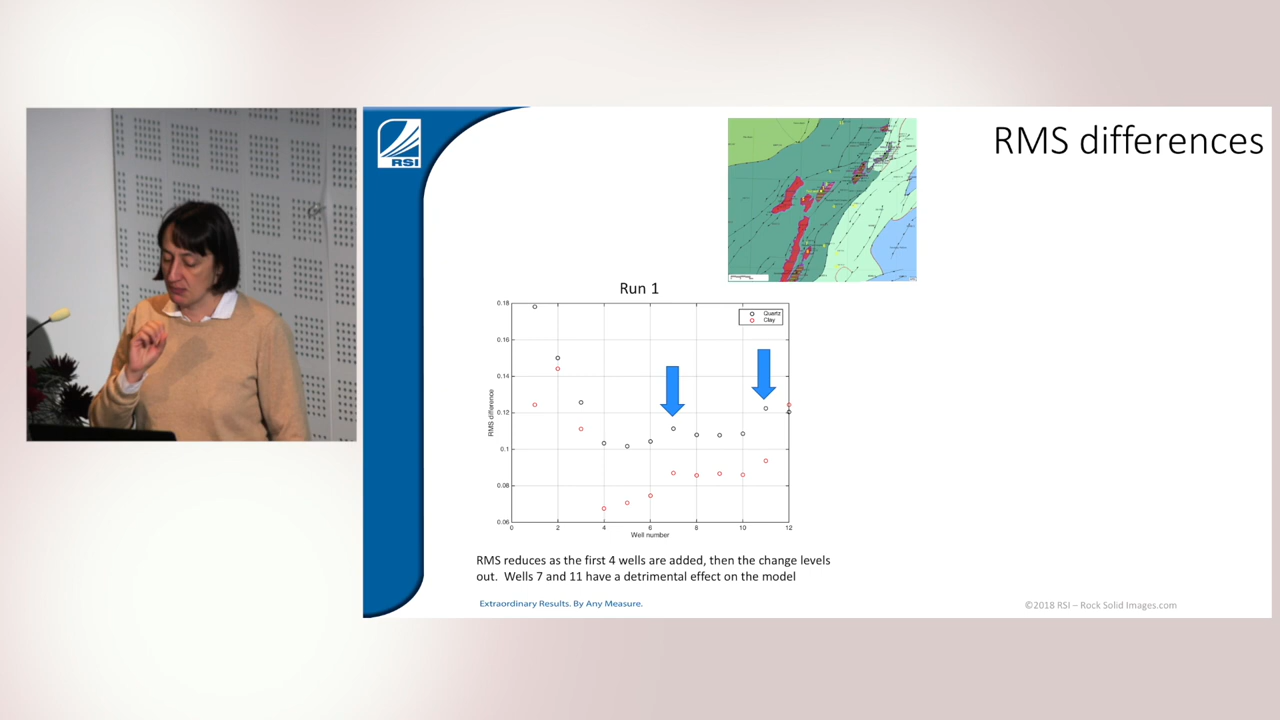 RSI
RMS differences
Run 1
0.18
0.16
0.14
0.12
0.1
0.08
0.06
RMS difference
Quartz
Clay
0
2
4
6
8
10
12
Well number
RMS reduces as the first 4 wells are added, then the change levels
out. Wells 7 and 11 have a detrimental effect on the model
Extraordinary Results. By Any Measure.
©2018 RSI – Rock Solid Images.com